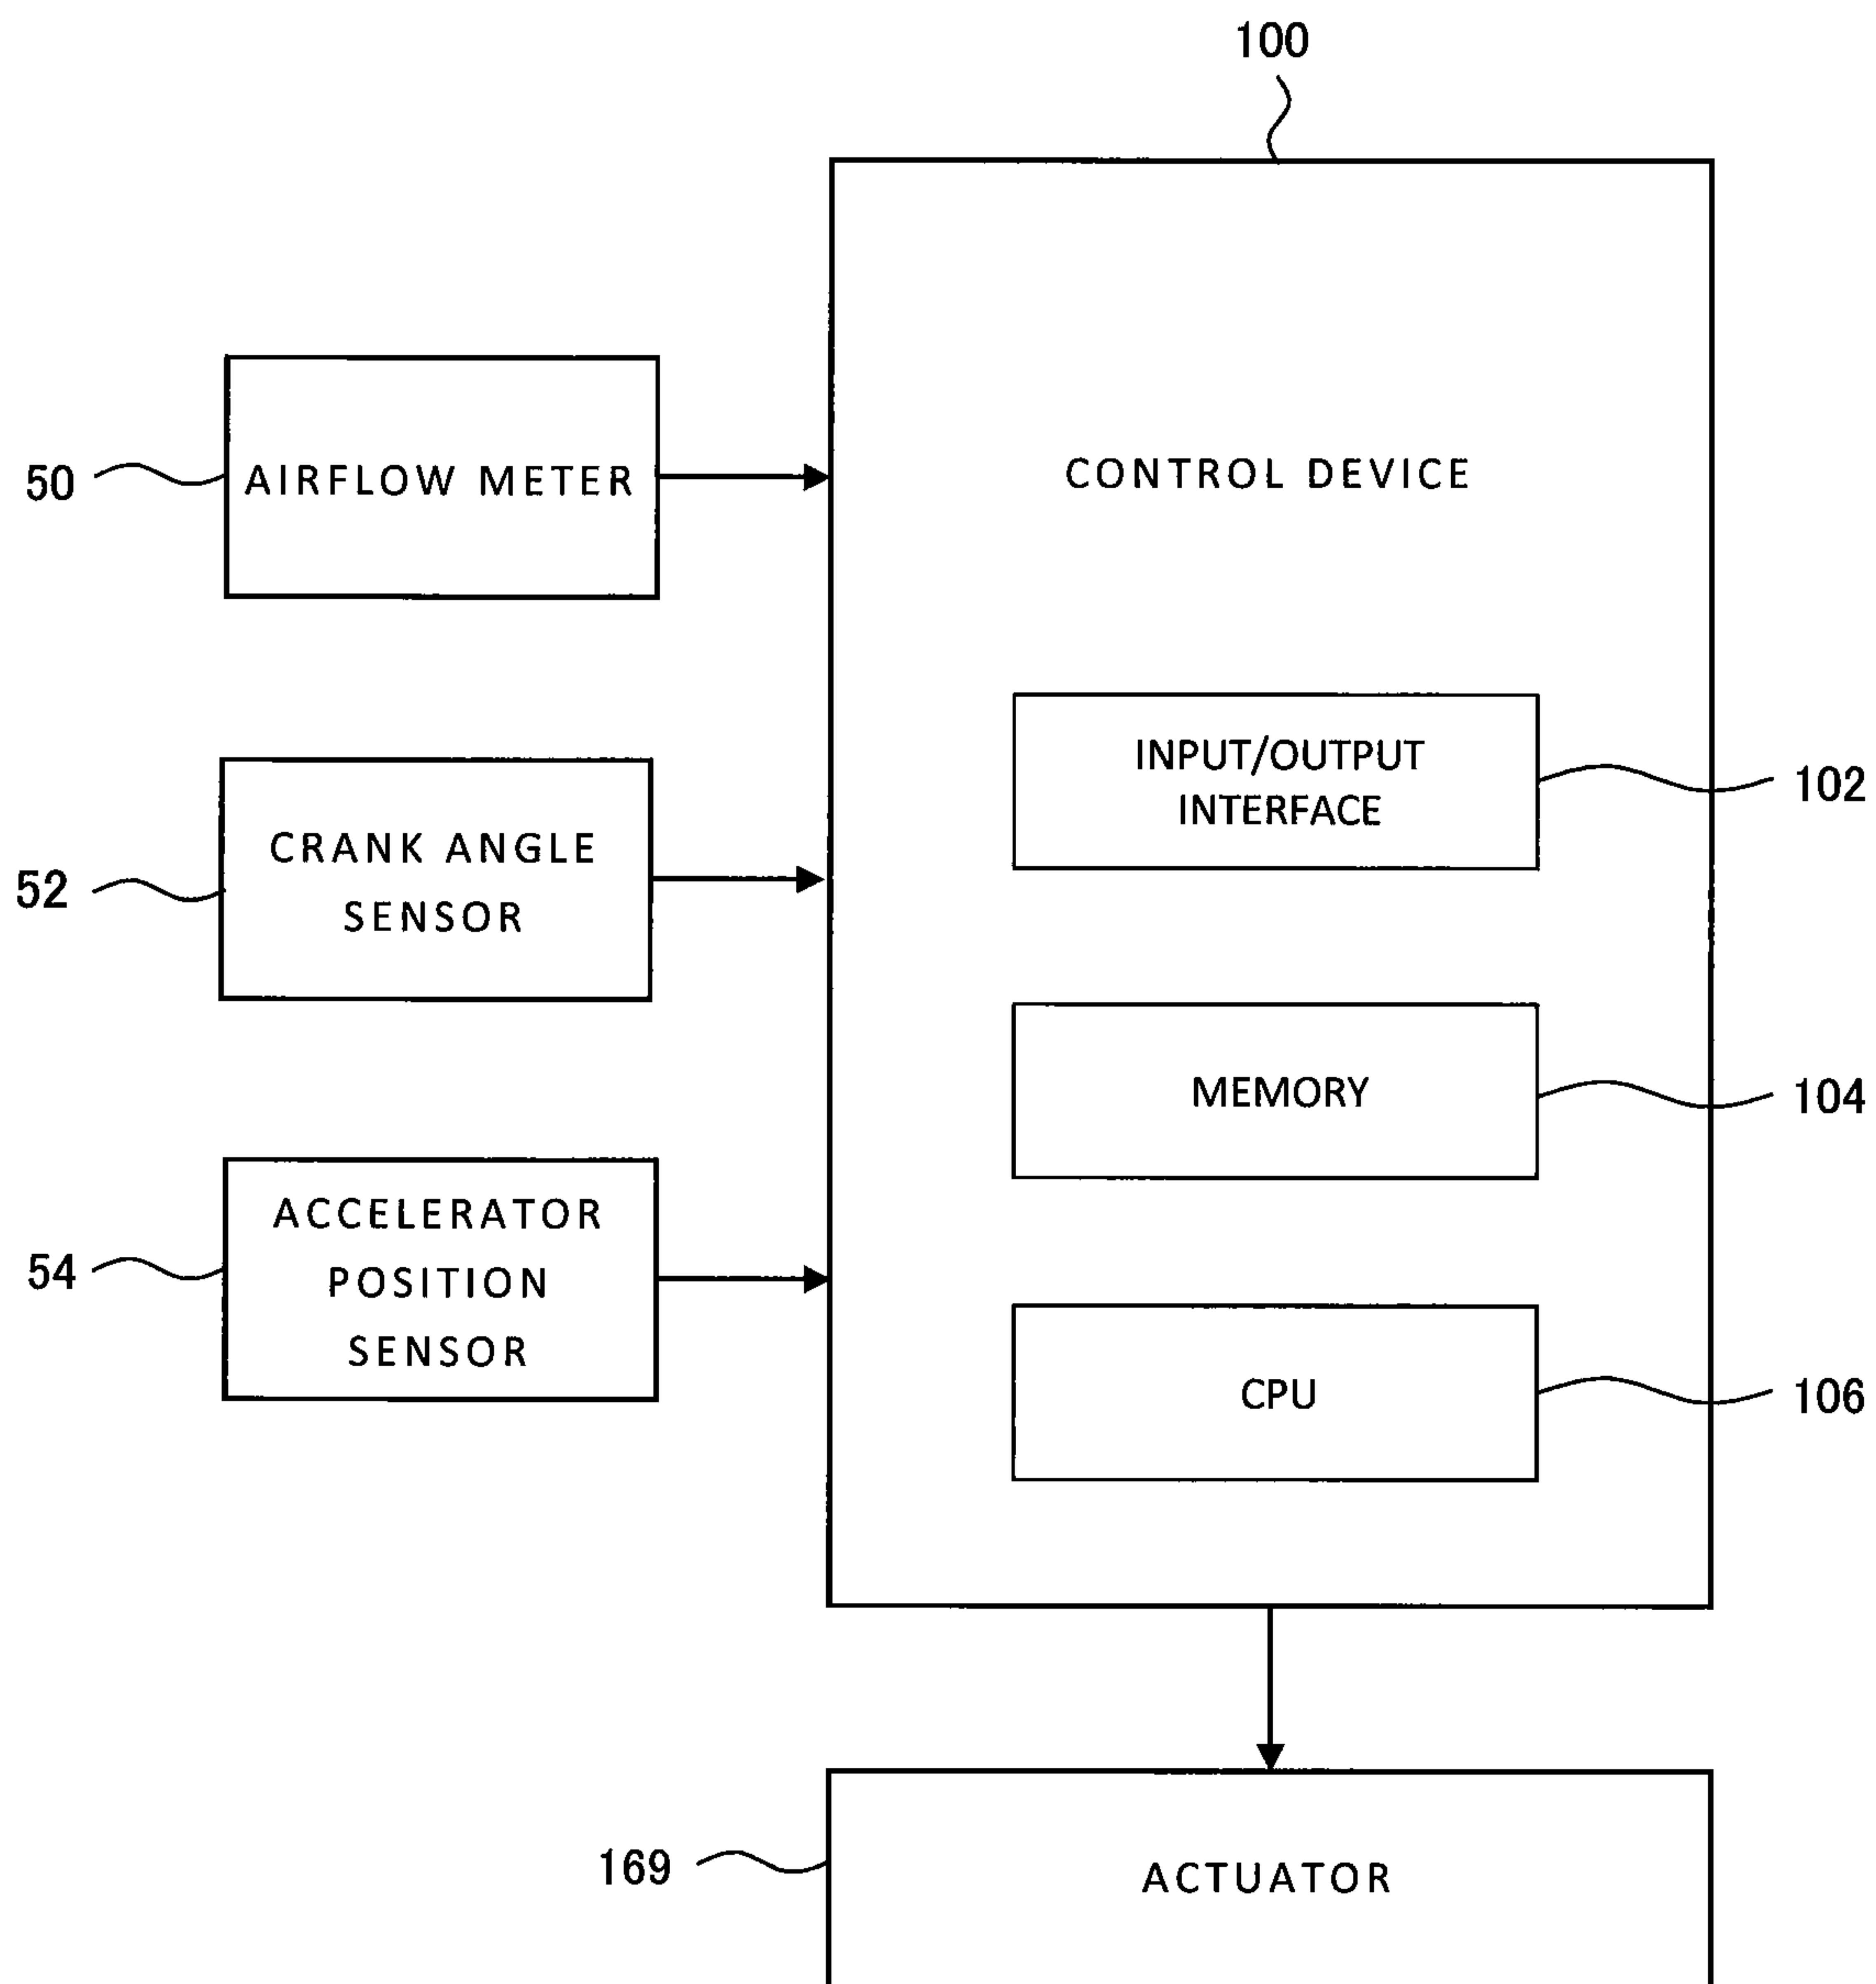 100
50
AIRFLOW METER
CONTROL DEVICE
INPUT/OUTPUT
INTERFACE
102
52
CRANK ANGLE
SENSOR
MEMORY
104
54
ACCELERATOR
POSITION
SENSOR
CPU
106
169
ACTUATOR